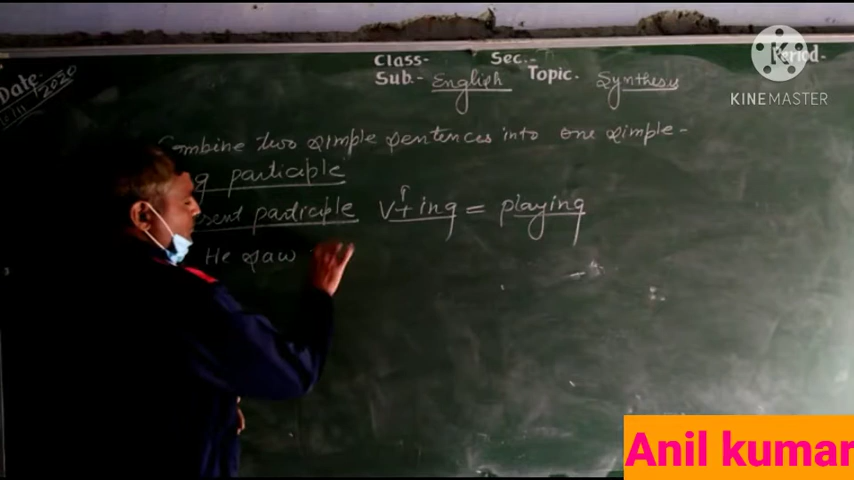 Class- Sec.-
Period-
Date- 2020
Sub.- English Topic- Synthesis
KINEMASTER
Combine two simple sentences into one simple -
participle
participle V+ing = playing
He saw
Anil kumar